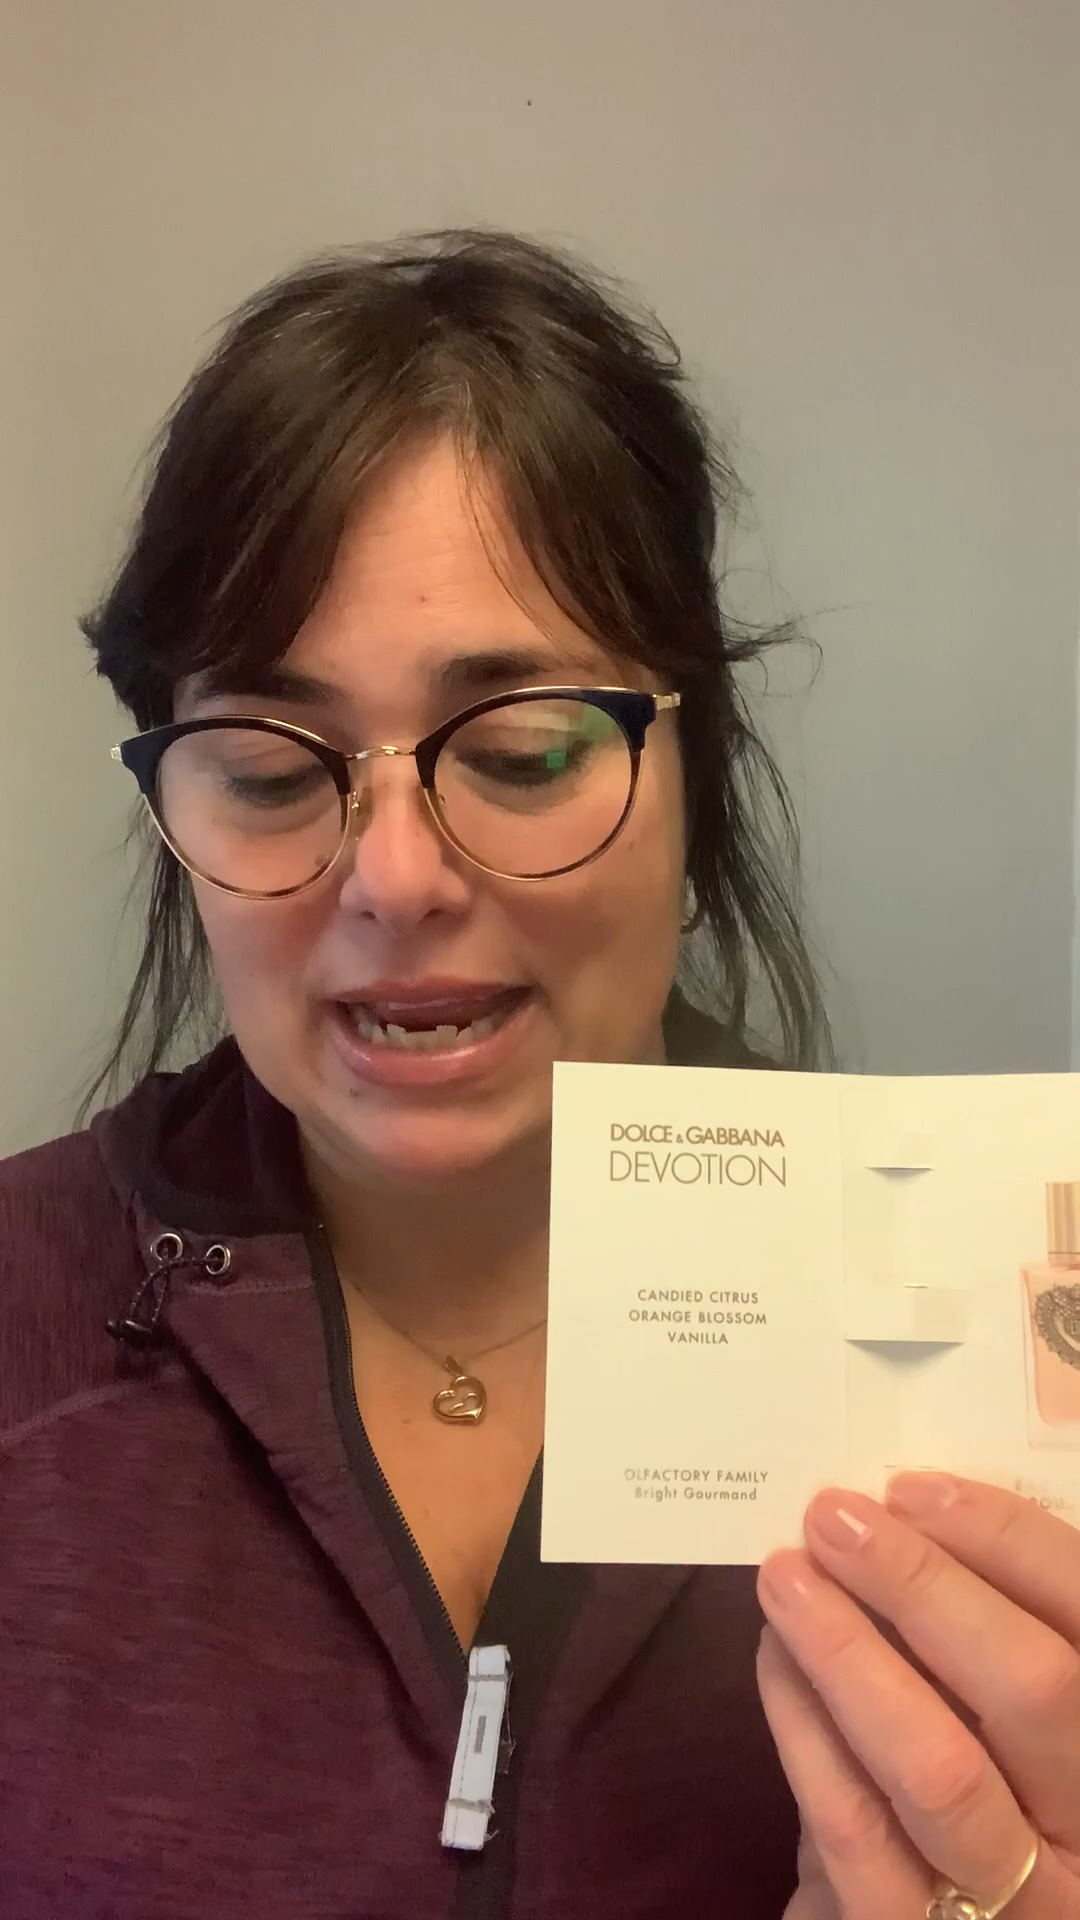 DOLCE & GABBANA
DEVOTION
CANDIED CITRUS
ORANGE BLOSSOM
VANILLA
OLFACTORY FAMILY
Bright Gourmand